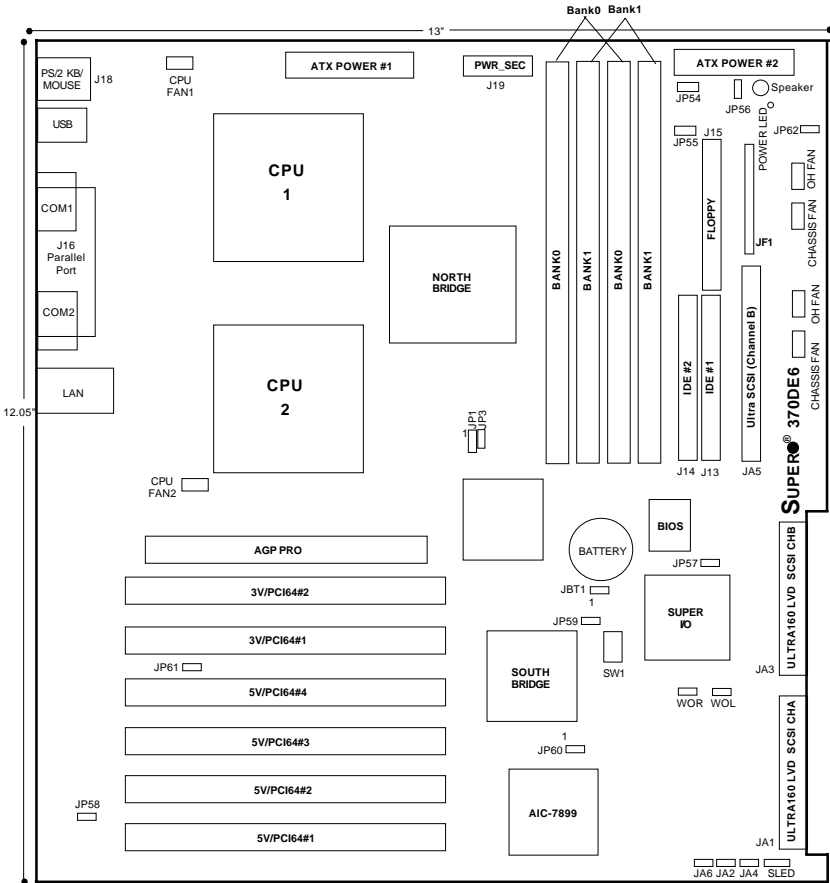 Bank0 Bank1
13"
ATX POWER #1
PWR_SEC
J19
ATX POWER #2
PS/2 KB/
MOUSE
J18
CPU
FAN1
USB
JP54
JP56
Speaker
POWER LED
JP55
J15
JP62
OH FAN
CHASSIS FAN
COM1
J16
Parallel
Port
COM2
LAN
12.05"
CPU
1
NORTH
BRIDGE
CPU
2
BANK0
BANK1
BANK0
BANK1
FLOPPY
JF1
IDE #2
IDE #1
Ultra SCSI (Channel B)
OH FAN
CHASSIS FAN
J14
J13
JA5
SUPER® 370DE6
1
JP1
JP3
CPU
FAN2
AGP PRO
3V/PCI64#2
3V/PCI64#1
JP61
5V/PCI64#4
5V/PCI64#3
5V/PCI64#2
JP58
5V/PCI64#1
BATTERY
BIOS
JP57
JBT1
1
JP59
SW1
SUPER
I/O
SOUTH
BRIDGE
WOR
WOL
1
JP60
AIC-7899
ULTRA160 LVD SCSI CHB
JA3
ULTRA160 LVD SCSI CHA
JA1
JA6 JA2 JA4 SLED